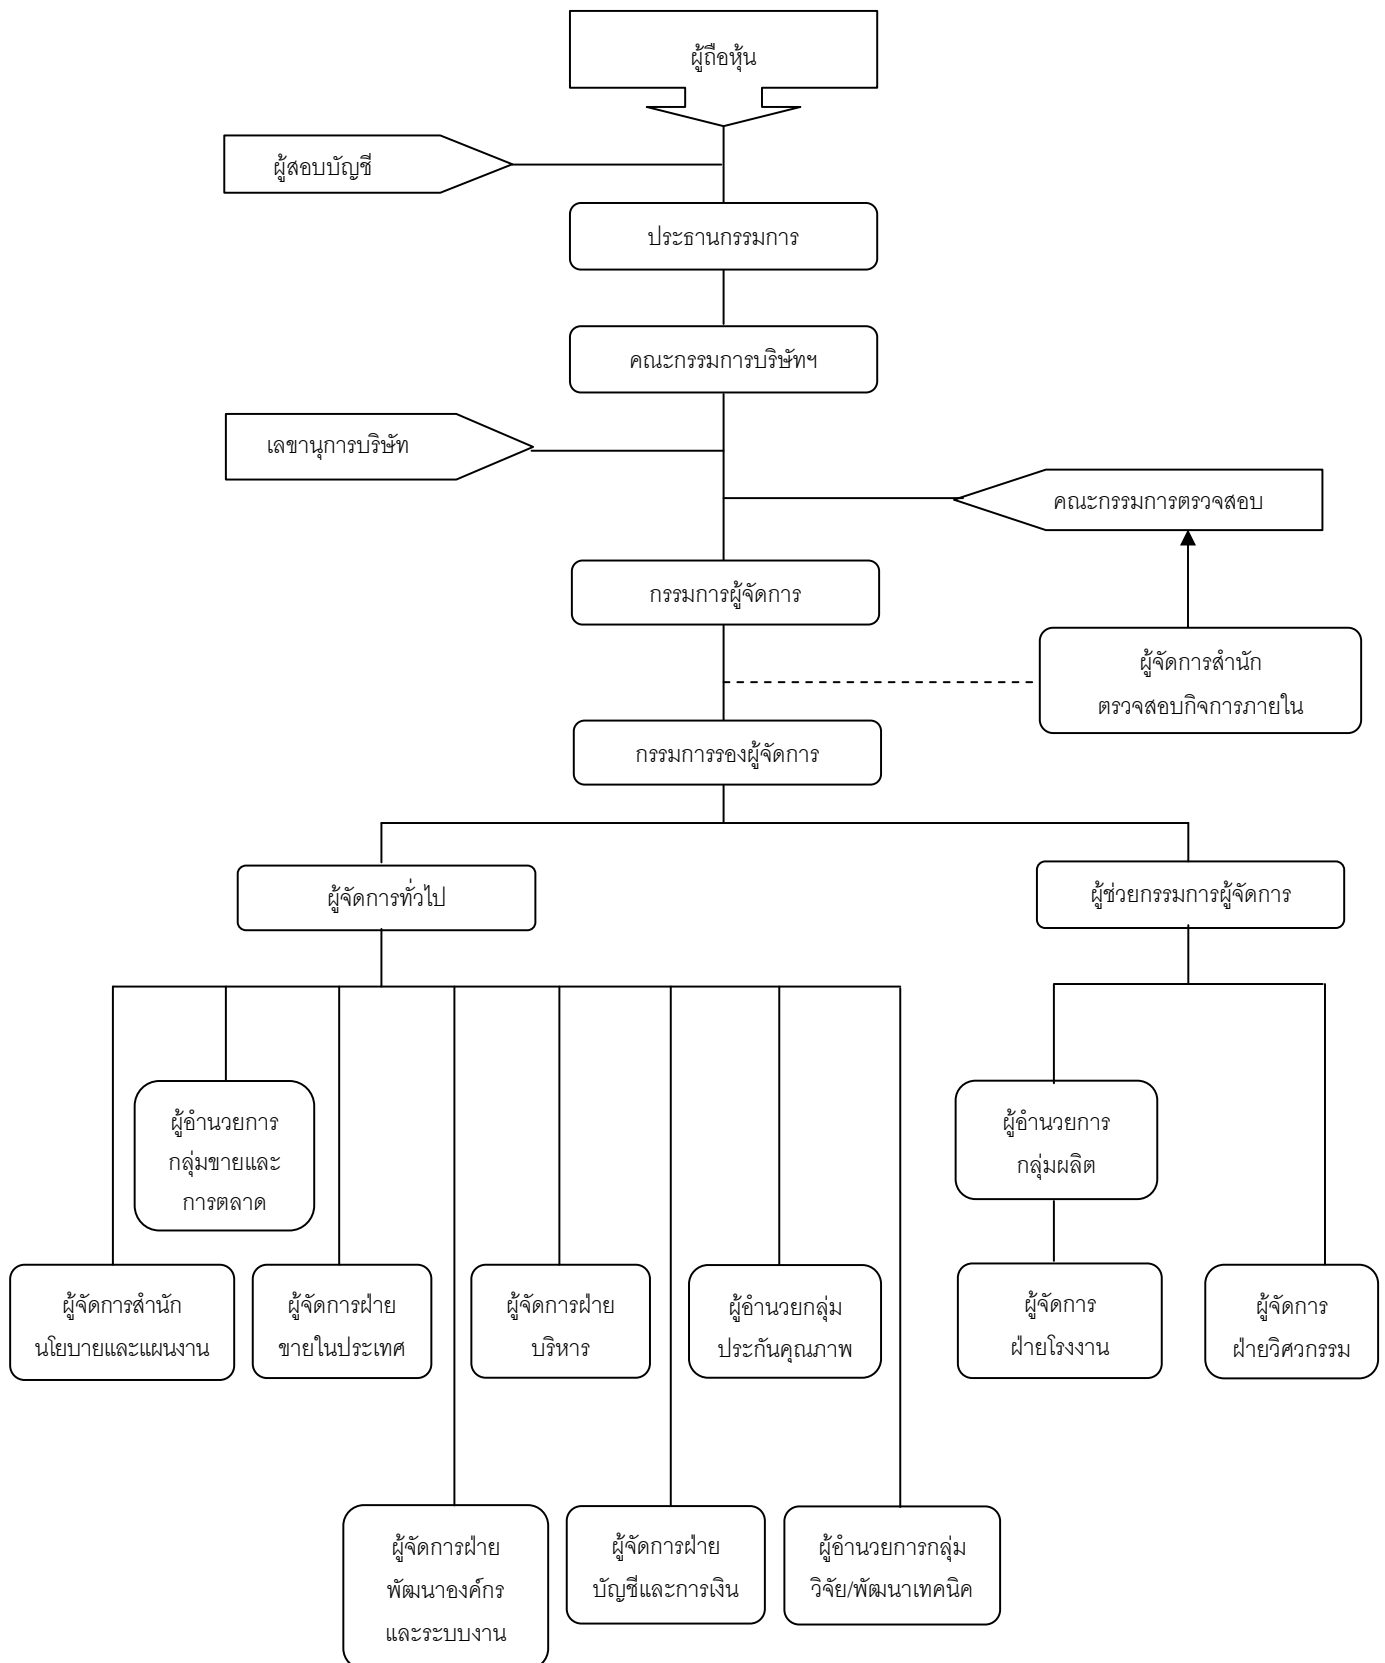 ผู้ถือหุ้น
ผู้สอบบัญชี
ประธานกรรมการ
คณะกรรมการบริษัทฯ
เลขานุการบริษัท
คณะกรรมการตรวจสอบ
กรรมการผู้จัดการ
ผู้จัดการสำนัก
ตรวจสอบกิจการภายใน
กรรมการรองผู้จัดการ
ผู้จัดการทั่วไป
ผู้ช่วยกรรมการผู้จัดการ
ผู้อำนวยการ
กลุ่มขายและ
การตลาด
ผู้อำนวยการ
กลุ่มผลิต
ผู้จัดการสำนัก
นโยบายและแผนงาน
ผู้จัดการฝ่าย
ขายในประเทศ
ผู้จัดการฝ่าย
บริหาร
ผู้อำนวยกลุ่ม
ประกันคุณภาพ
ผู้จัดการ
ฝ่ายโรงงาน
ผู้จัดการ
ฝ่ายวิศวกรรม
ผู้จัดการฝ่าย
พัฒนาองค์กร
และระบบงาน
ผู้จัดการฝ่าย
บัญชีและการเงิน
ผู้อำนวยการกลุ่ม
วิจัย/พัฒนาเทคนิค